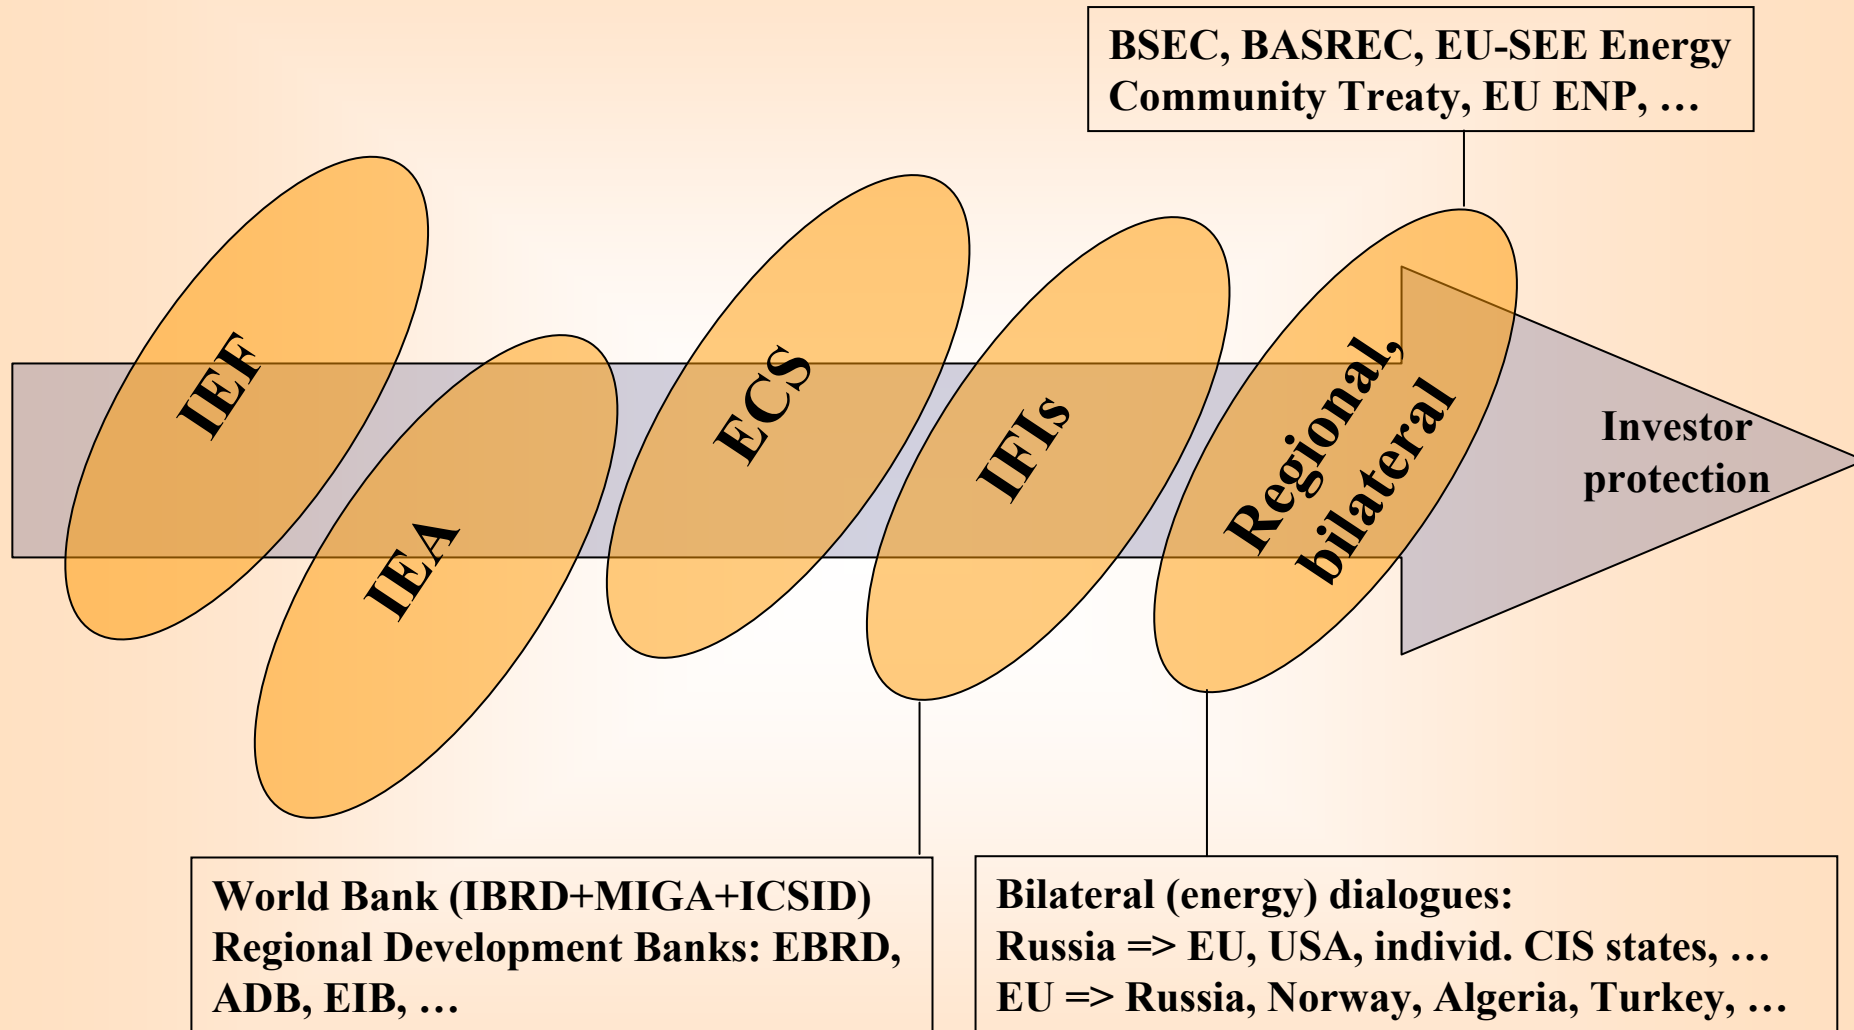 BSEC, BASREC, EU-SEE Energy
Community Treaty, EU ENP, …
IEF
IEA
ECS
IFIs
Regional,
bilateral
Investor
protection
World Bank (IBRD+MIGA+ICSID)
Regional Development Banks: EBRD,
ADB, EIB, …
Bilateral (energy) dialogues:
Russia => EU, USA, individ. CIS states, …
EU => Russia, Norway, Algeria, Turkey, …